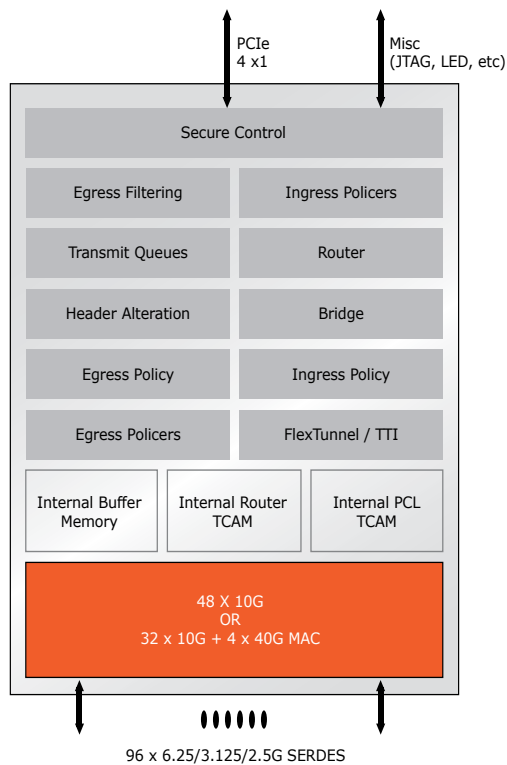 PCIe
4 x1
Misc
(JTAG, LED, etc)
Secure Control
Egress Filtering
Ingress Policers
Transmit Queues
Router
Header Alteration
Bridge
Egress Policy
Ingress Policy
Egress Policers
FlexTunnel / TTI
Internal Buffer
Memory
Internal Router
TCAM
Internal PCL
TCAM
48 X 10G
OR
32 x 10G + 4 x 40G MAC
96 x 6.25/3.125/2.5G SERDES